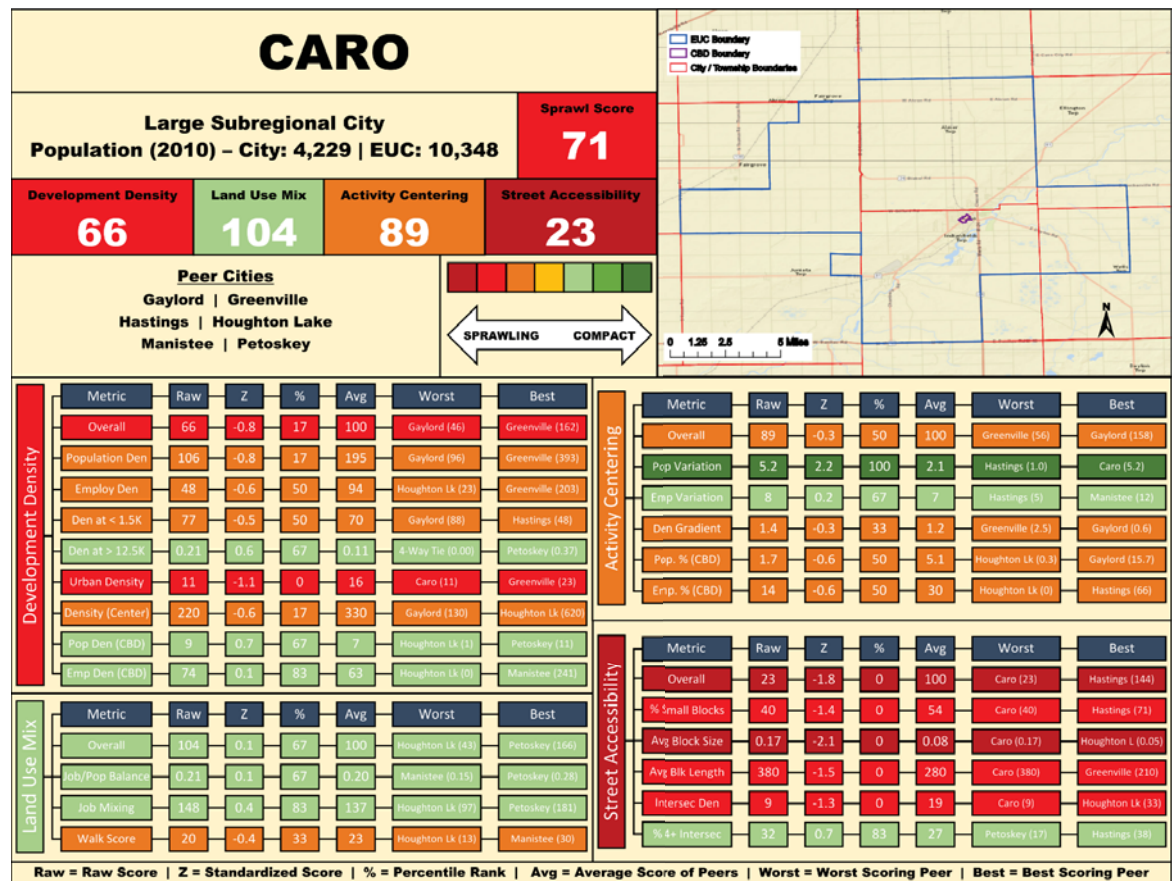 CARO
Large Subregional City
Population (2010) – City: 4,229 | EUC: 10,348
Sprawl Score
71
Development Density
66
Land Use Mix
104
Activity Centering
89
Street Accessibility
23
Peer Cities
Gaylord | Greenville
Hastings | Houghton Lake
Manistee | Petoskey
SPRAWLING COMPACT
EUC Boundary
CBD Boundary
City / Township Boundaries
N
0 1.25 2.5 5 Miles
Development Density
Metric Raw Z % Avg Worst Best
Overall 66 -0.8 17 100 Gaylord (46) Greenville (162)
Population Den 106 -0.8 17 195 Gaylord (96) Greenville (393)
Employ Den 48 -0.6 50 94 Houghton Lk (23) Greenville (203)
Den at < 1.5K 77 -0.5 50 70 Gaylord (88) Hastings (48)
Den at > 12.5K 0.21 0.6 67 0.11 4-Way Tie (0.00) Petoskey (0.37)
Urban Density 11 -1.1 0 16 Caro (11) Greenville (23)
Density (Center) 220 -0.6 17 330 Gaylord (130) Houghton Lk (620)
Pop Den (CBD) 9 0.7 67 7 Houghton Lk (1) Petoskey (11)
Emp Den (CBD) 74 0.1 83 63 Houghton Lk (0) Manistee (241)
Land Use Mix
Metric Raw Z % Avg Worst Best
Overall 104 0.1 67 100 Houghton Lk (43) Petoskey (166)
Job/Pop Balance 0.21 0.1 67 0.20 Manistee (0.15) Petoskey (0.28)
Job Mixing 148 0.4 83 137 Houghton Lk (97) Petoskey (181)
Walk Score 20 -0.4 33 23 Houghton Lk (13) Manistee (30)
Activity Centering
Metric Raw Z % Avg Worst Best
Overall 89 -0.3 50 100 Greenville (56) Gaylord (158)
Pop Variation 5.2 2.2 100 2.1 Hastings (1.0) Caro (5.2)
Emp Variation 8 0.2 67 7 Hastings (5) Manistee (12)
Den Gradient 1.4 -0.3 33 1.2 Greenville (2.5) Gaylord (0.6)
Pop. % (CBD) 1.7 -0.6 50 5.1 Houghton Lk (0.3) Gaylord (15.7)
Emp. % (CBD) 14 -0.6 50 30 Houghton Lk (0) Hastings (66)
Street Accessibility
Metric Raw Z % Avg Worst Best
Overall 23 -1.8 0 100 Caro (23) Hastings (144)
% Small Blocks 40 -1.4 0 54 Caro (40) Hastings (71)
Avg Block Size 0.17 -2.1 0 0.08 Caro (0.17) Houghton L (0.05)
Avg Blk Length 380 -1.5 0 280 Caro (380) Greenville (210)
Intersec Den 9 -1.3 0 19 Caro (9) Houghton Lk (33)
% 4+ Intersec 32 0.7 83 27 Petoskey (17) Hastings (38)
Raw = Raw Score | Z = Standardized Score | % = Percentile Rank | Avg = Average Score of Peers | Worst = Worst Scoring Peer | Best = Best Scoring Peer